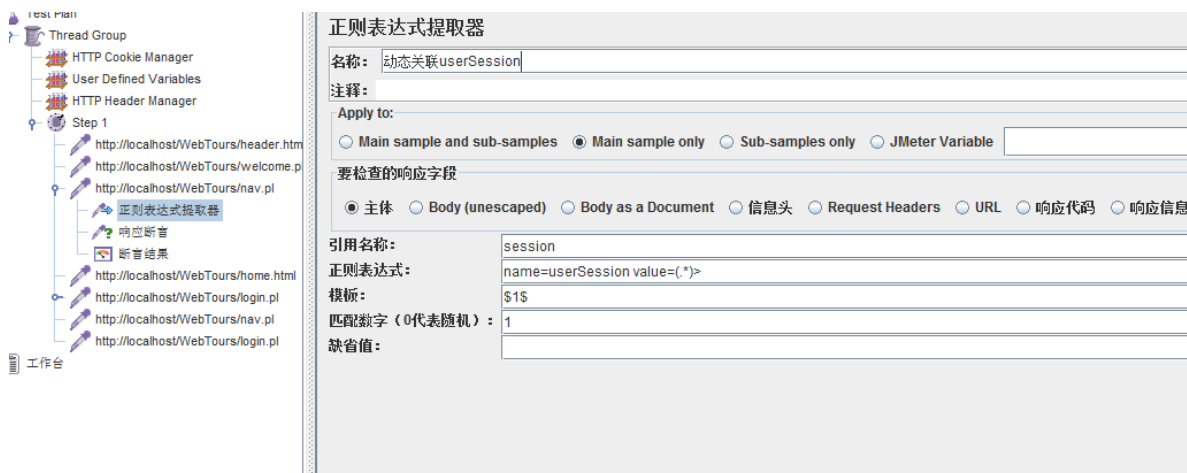 Test Plan
Thread Group
HTTP Cookie Manager
User Defined Variables
HTTP Header Manager
Step 1
http://localhost/WebTours/header.htm
http://localhost/WebTours/welcome.p
http://localhost/WebTours/nav.pl
正则表达式提取器
响应断言
断言结果
http://localhost/WebTours/home.html
http://localhost/WebTours/login.pl
http://localhost/WebTours/nav.pl
http://localhost/WebTours/login.pl
工作台
正则表达式提取器
名称: 动态关联userSession
注释:
Apply to:
Main sample and sub-samples Main sample only Sub-samples only JMeter Variable
要检查的响应字段
主体 Body (unescaped) Body as a Document 信息头 Request Headers URL 响应代码 响应信息
引用名称: session
正则表达式: name=userSession value=(.*)>
模板: $1$
匹配数字（0代表随机）: 1
缺省值: